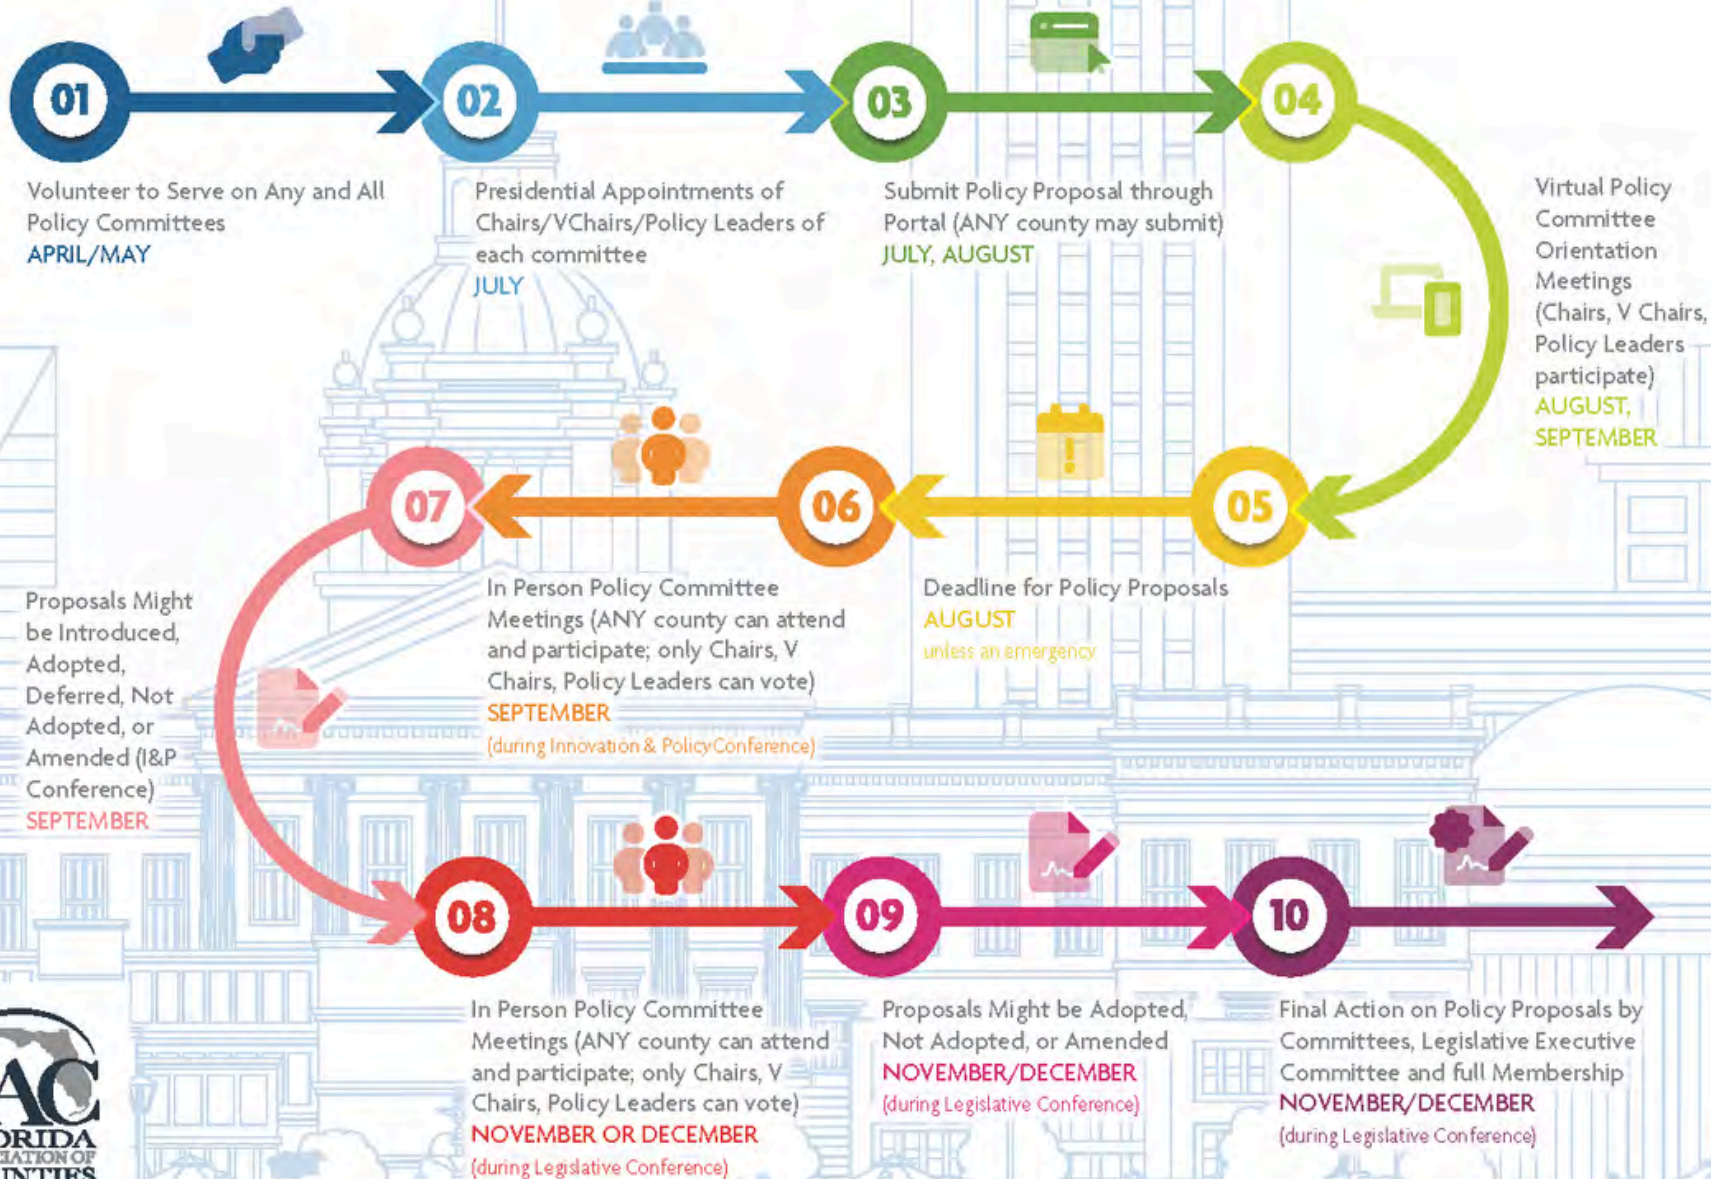 01
02
03
04
Volunteer to Serve on Any and All
Policy Committees
APRIL/MAY
Presidential Appointments of
Chairs/VChairs/Policy Leaders of
each committee
JULY
Submit Policy Proposal through
Portal (ANY county may submit)
JULY, AUGUST
Virtual Policy
Committee
Orientation
Meetings
(Chairs, V Chairs,
Policy Leaders
participate)
AUGUST,
SEPTEMBER
07
06
05
Proposals Might
be Introduced,
Adopted,
Deferred, Not
Adopted, or
Amended (I&P
Conference)
SEPTEMBER
In Person Policy Committee
Meetings (ANY county can attend
and participate; only Chairs, V
Chairs, Policy Leaders can vote)
SEPTEMBER
(during Innovation & PolicyConference)
Deadline for Policy Proposals
AUGUST
unless an emergency
08
09
10
In Person Policy Committee
Meetings (ANY county can attend
and participate; only Chairs, V
Chairs, Policy Leaders can vote)
NOVEMBER OR DECEMBER
(during Legislative Conference)
Proposals Might be Adopted,
Not Adopted, or Amended
NOVEMBER/DECEMBER
(during Legislative Conference)
Final Action on Policy Proposals by
Committees, Legislative Executive
Committee and full Membership
NOVEMBER/DECEMBER
(during Legislative Conference)
AC
ORIDA
IATION OF
UNTIES